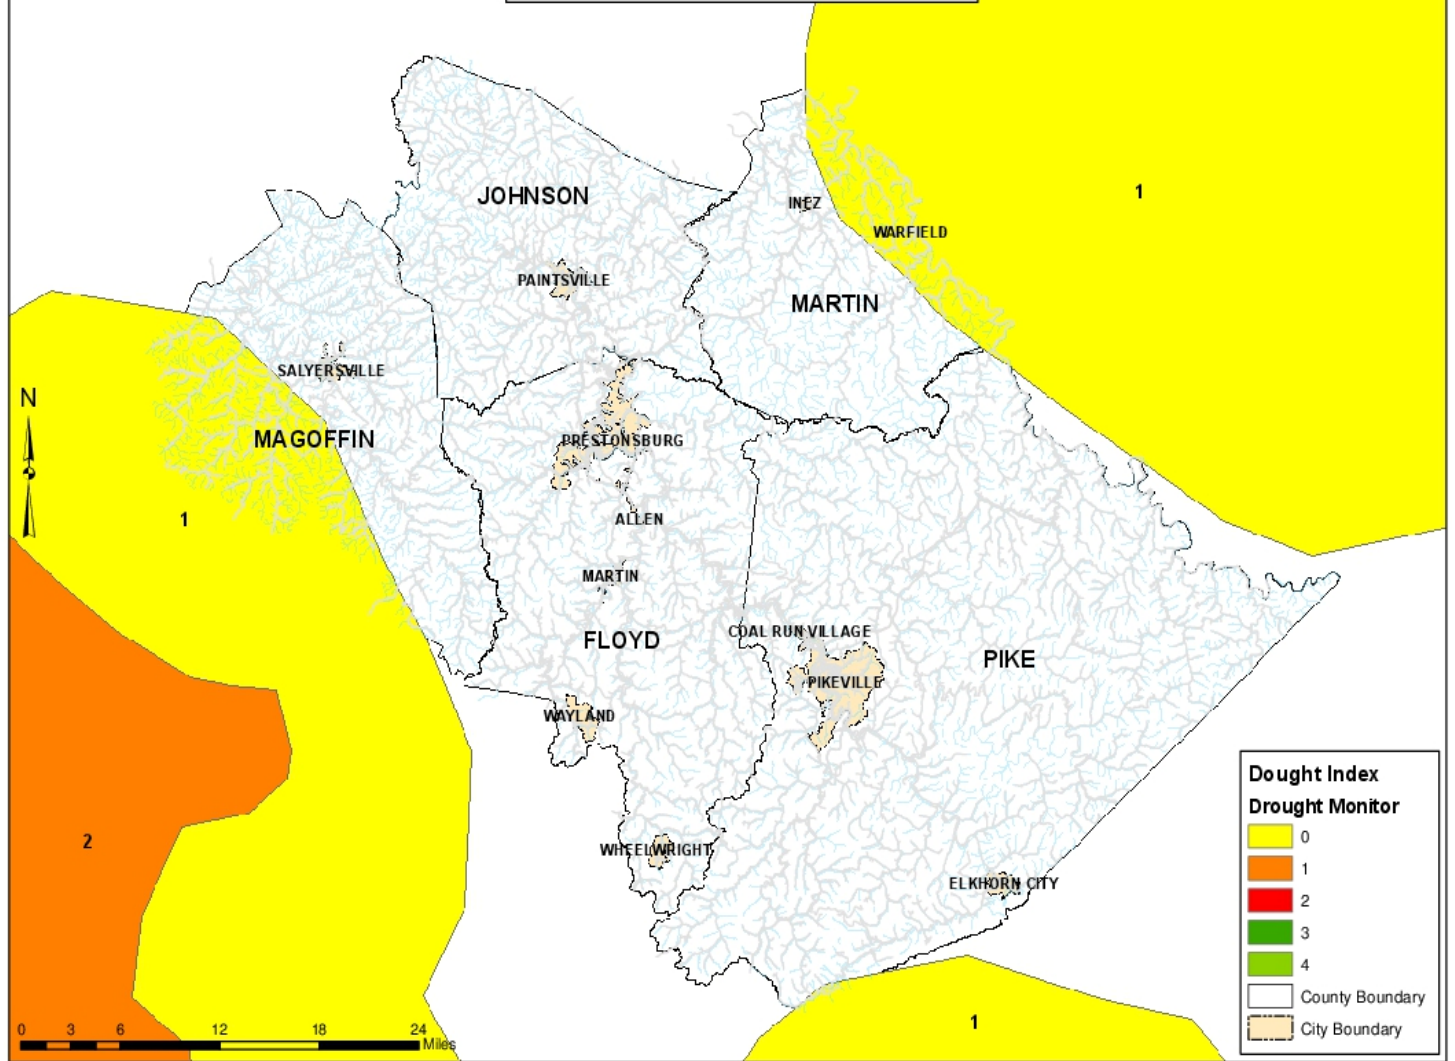 JOHNSON
1
INEZ
WARFIELD
PAINTSVILLE
MARTIN
SALYERSVILLE
N
MAGOFFIN
PRESTONSBURG
1
ALLEN
MARTIN
COAL RUN VILLAGE
FLOYD
PIKE
PIKEVILLE
WAYLAND
2
WHEELWRIGHT
ELKHORN CITY
Dought Index
Drought Monitor
0
1
2
3
4
County Boundary
City Boundary
1
0 3 6 12 18 24
Miles